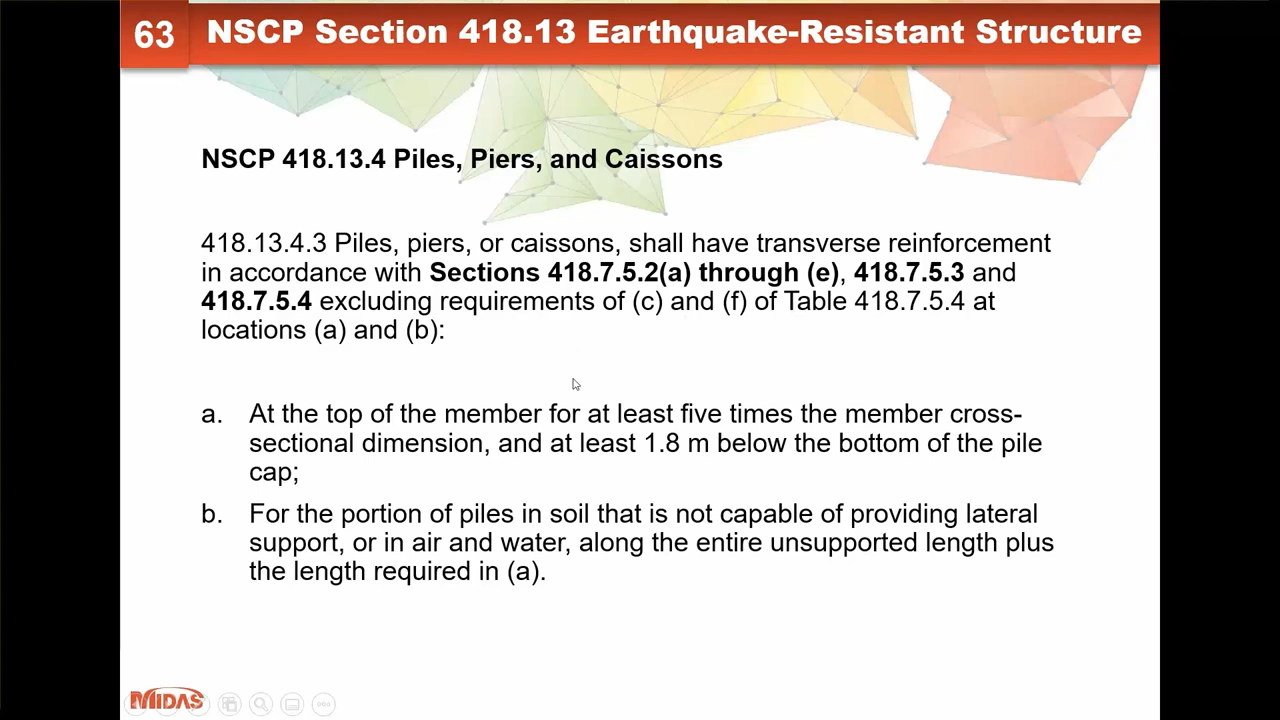 63
NSCP Section 418.13 Earthquake-Resistant Structure
NSCP 418.13.4 Piles, Piers, and Caissons
418.13.4.3 Piles, piers, or caissons, shall have transverse reinforcement
in accordance with Sections 418.7.5.2(a) through (e), 418.7.5.3 and
418.7.5.4 excluding requirements of (c) and (f) of Table 418.7.5.4 at
locations (a) and (b):
a. At the top of the member for at least five times the member cross-
sectional dimension, and at least 1.8 m below the bottom of the pile
cap;
b. For the portion of piles in soil that is not capable of providing lateral
support, or in air and water, along the entire unsupported length plus
the length required in (a).
MIDAS